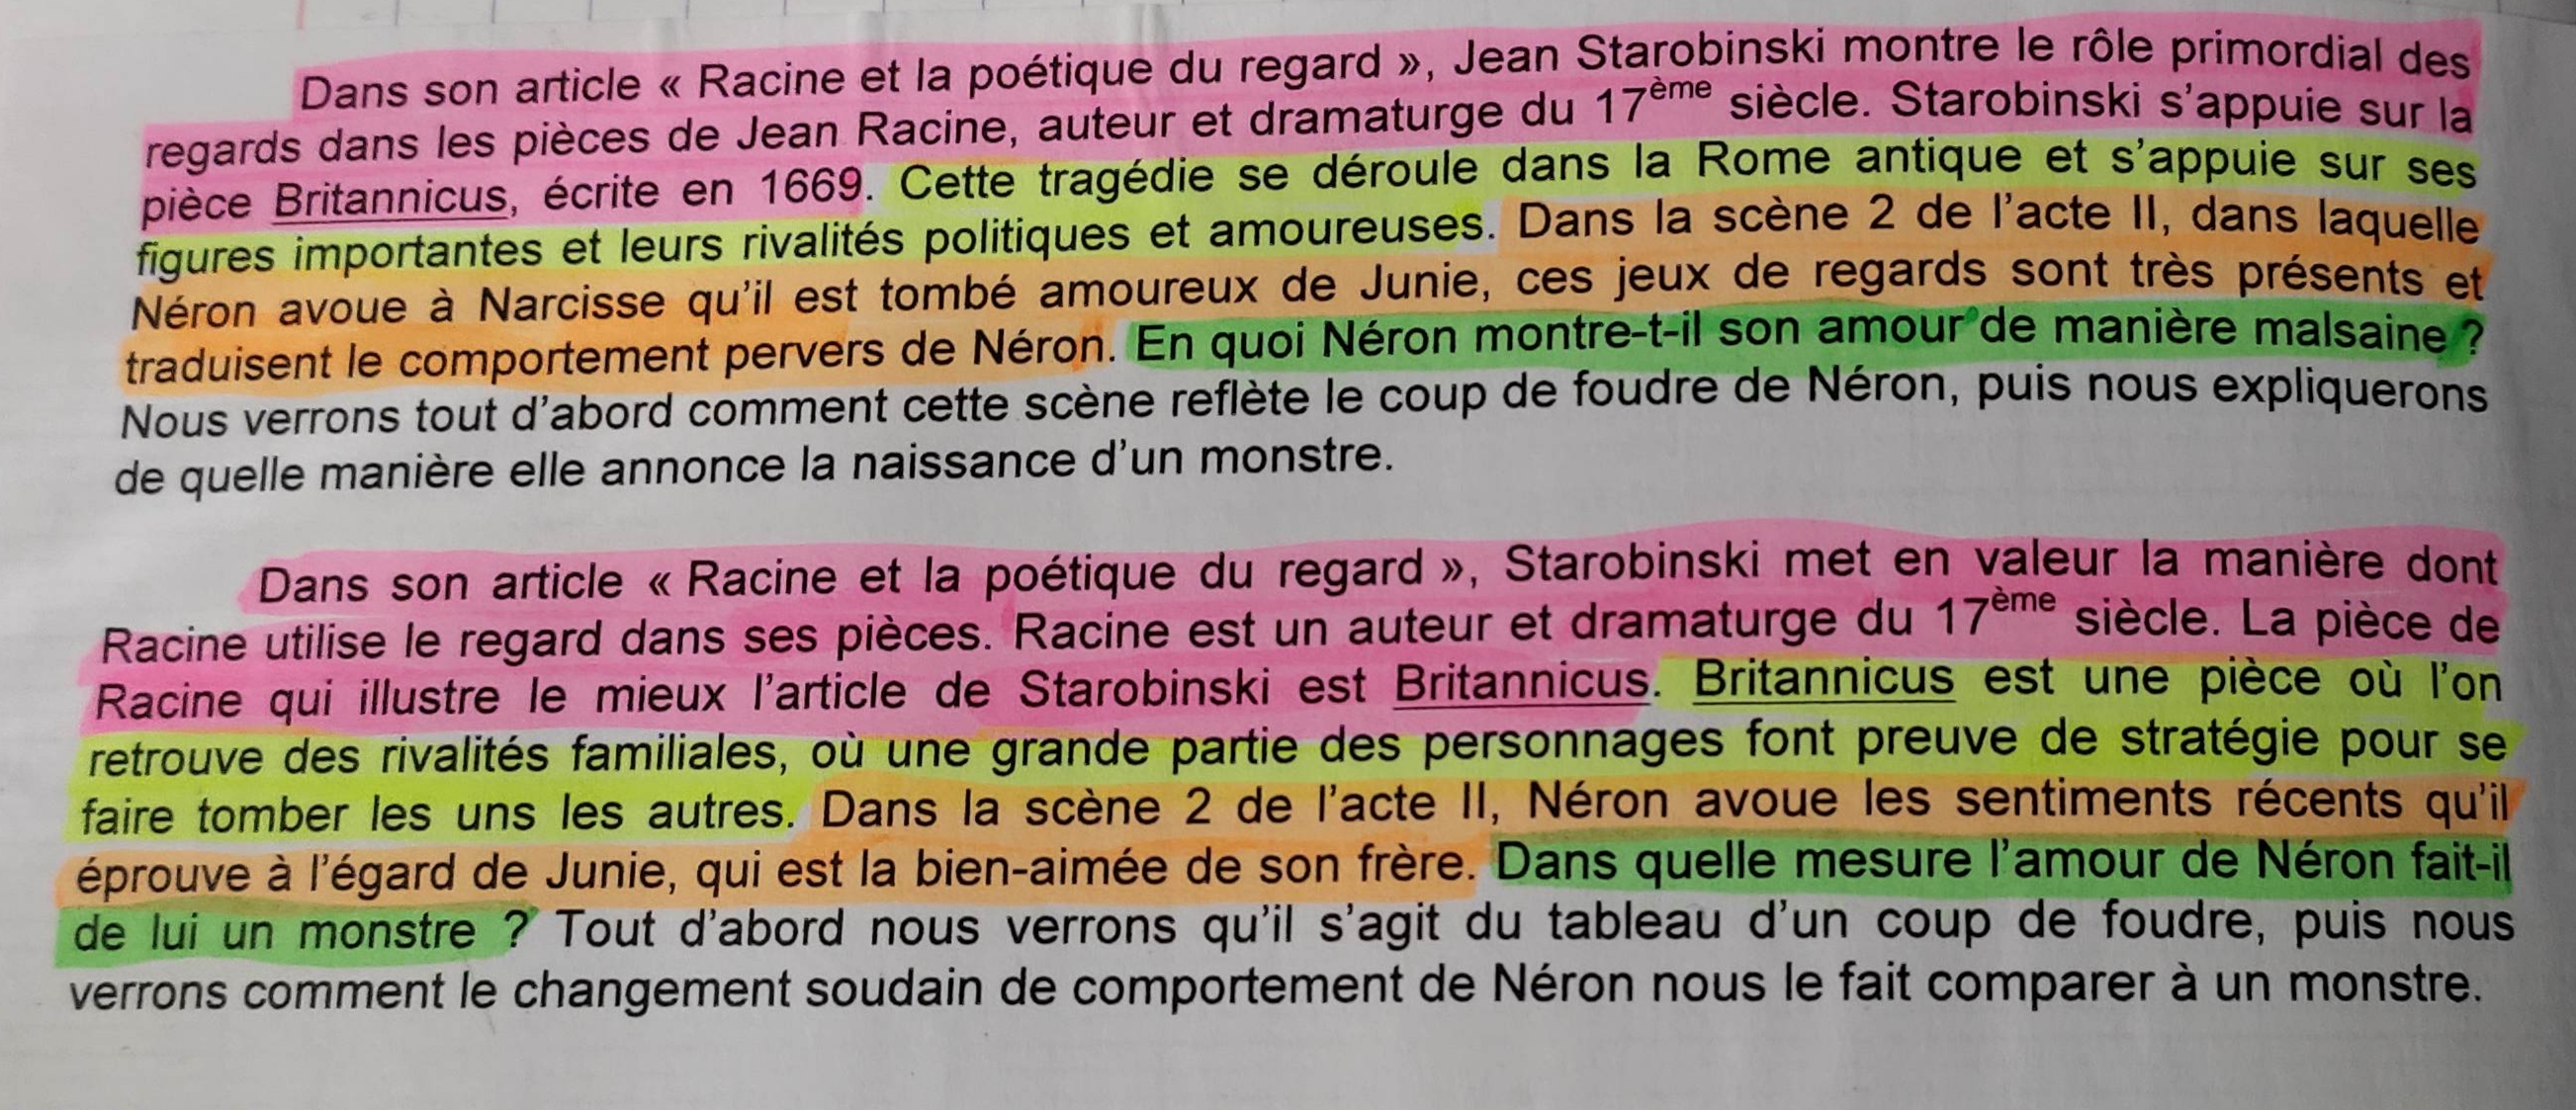 Dans son article « Racine et la poétique du regard », Jean Starobinski montre le rôle primordial des
regards dans les pièces de Jean Racine, auteur et dramaturge du 17ème siècle. Starobinski s'appuie sur la
pièce Britannicus, écrite en 1669. Cette tragédie se déroule dans la Rome antique et s'appuie sur ses
figures importantes et leurs rivalités politiques et amoureuses. Dans la scène 2 de l'acte II, dans laquelle
Néron avoue à Narcisse qu'il est tombé amoureux de Junie, ces jeux de regards sont très présents et
traduisent le comportement pervers de Néron. En quoi Néron montre-t-il son amour de manière malsaine ?
Nous verrons tout d'abord comment cette scène reflète le coup de foudre de Néron, puis nous expliquerons
de quelle manière elle annonce la naissance d'un monstre.
Dans son article « Racine et la poétique du regard », Starobinski met en valeur la manière dont
Racine utilise le regard dans ses pièces. Racine est un auteur et dramaturge du 17ème siècle. La pièce de
Racine qui illustre le mieux l'article de Starobinski est Britannicus. Britannicus est une pièce où l'on
retrouve des rivalités familiales, où une grande partie des personnages font preuve de stratégie pour se
faire tomber les uns les autres. Dans la scène 2 de l'acte II, Néron avoue les sentiments récents qu'il
éprouve à l'égard de Junie, qui est la bien-aimée de son frère. Dans quelle mesure l'amour de Néron fait-il
de lui un monstre ? Tout d'abord nous verrons qu'il s'agit du tableau d'un coup de foudre, puis nous
verrons comment le changement soudain de comportement de Néron nous le fait comparer à un monstre.